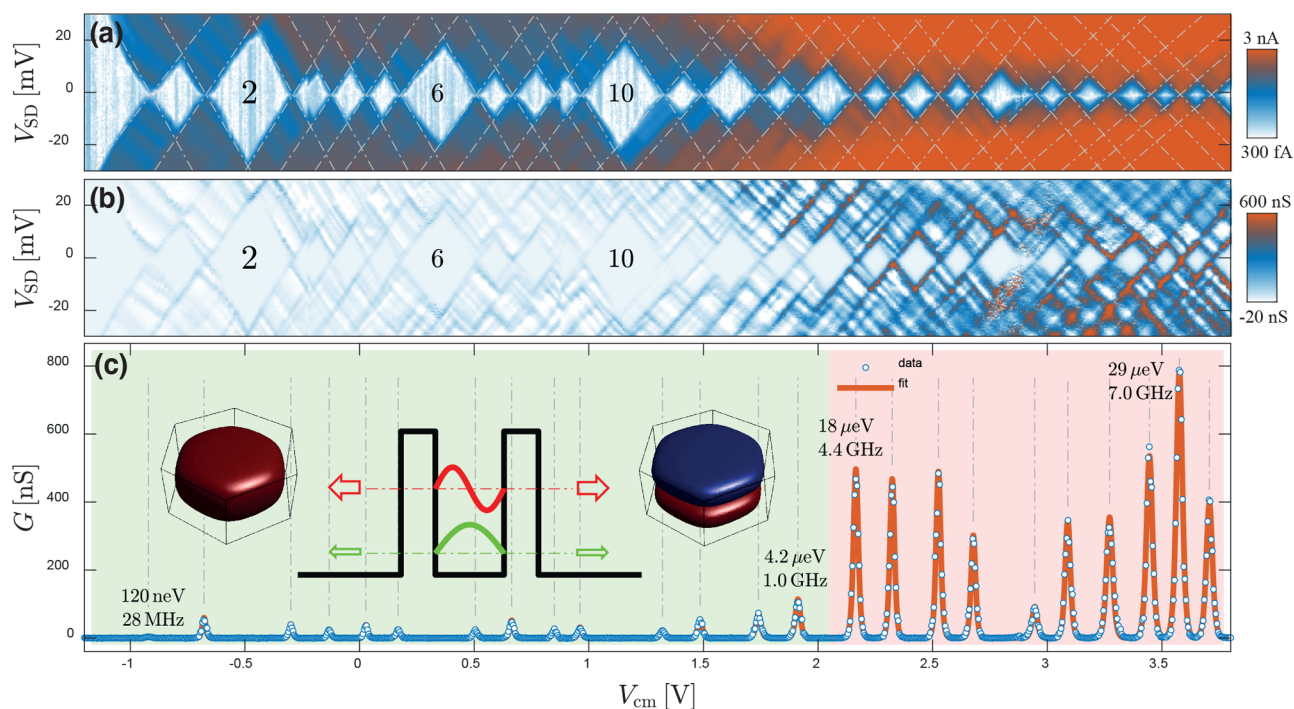 (a)
V_SD [mV]
20
0
-20
2
6
10
3 nA
300 fA
(b)
V_SD [mV]
20
0
-20
2
6
10
600 nS
-20 nS
(c)
G [nS]
800
600
400
200
0
data
fit
120 neV
28 MHz
4.2 μeV
1.0 GHz
18 μeV
4.4 GHz
29 μeV
7.0 GHz
-1 -0.5 0 0.5 1 1.5 2 2.5 3 3.5
V_cm [V]